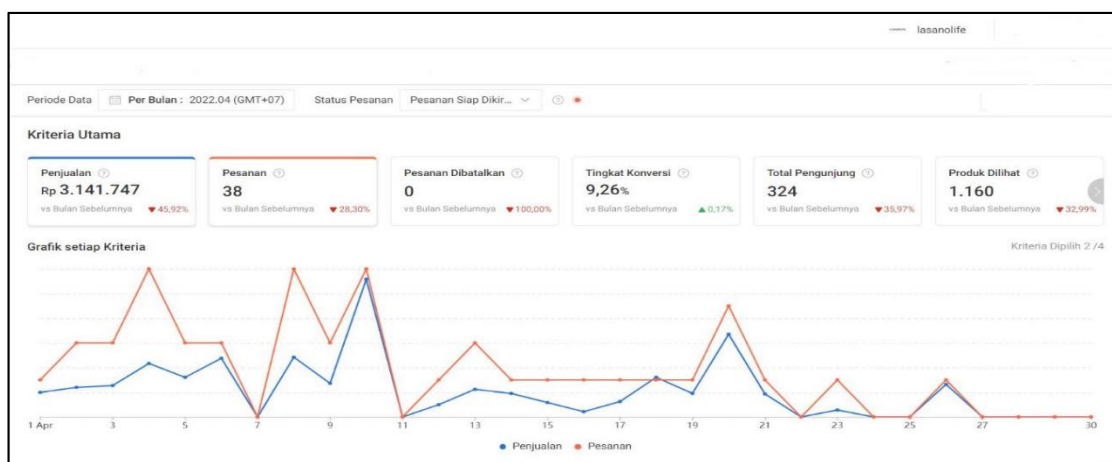 lasanolife
Periode Data Per Bulan : 2022.04 (GMT+07) Status Pesanan Pesanan Siap Dikir...
Kriteria Utama
Penjualan Pesanan Pesanan Dibatalkan Tingkat Konversi Total Pengunjung Produk Dilihat
Rp 3.141.747 38 0 9,26% 324 1.160
vs Bulan Sebelumnya ▼45,92% vs Bulan Sebelumnya ▼28,30% vs Bulan Sebelumnya ▼100,00% vs Bulan Sebelumnya ▲0,17% vs Bulan Sebelumnya ▼35,97% vs Bulan Sebelumnya ▼32,99%
Grafik setiap Kriteria Kriteria Dipilih 2 /4
1 Apr 3 5 7 9 11 13 15 17 19 21 23 25 27 30
Penjualan Pesanan